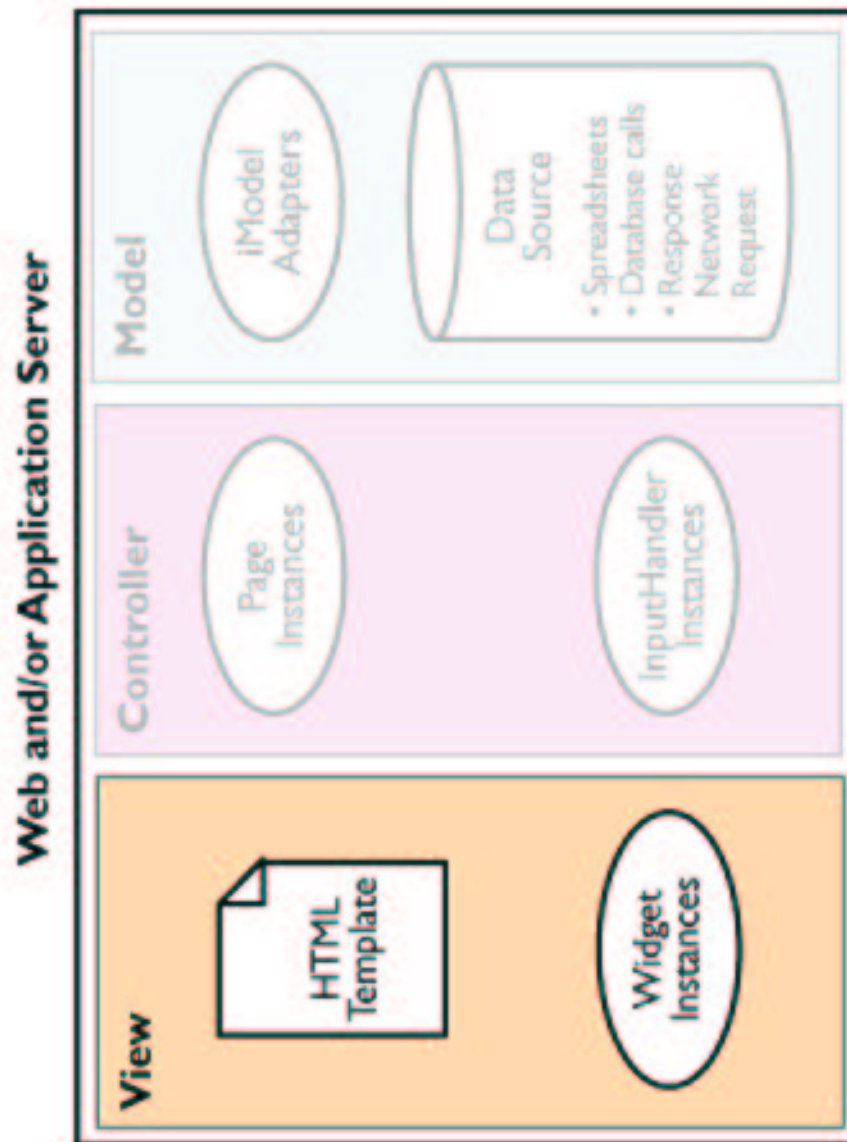 Web and/or Application Server
View
HTML
Template
Widget
Instances
Controller
Page
Instances
InputHandler
Instances
Model
iModel
Adapters
Data
Source
• Spreadsheets
• Database calls
• Response
Network
Request